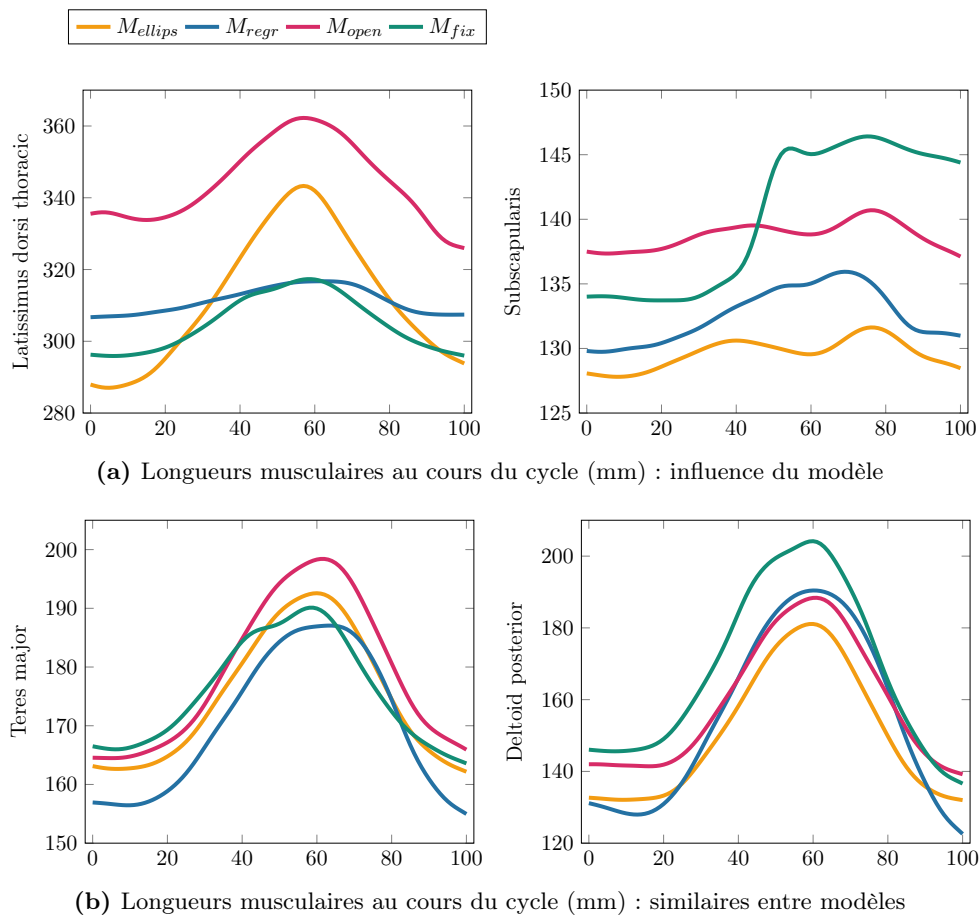 M_ellips M_regr M_open M_fix
Latissimus dorsi thoracic
360
340
320
300
280
0 20 40 60 80 100
Subscapularis
150
145
140
135
130
125
0 20 40 60 80 100
(a) Longueurs musculaires au cours du cycle (mm) : influence du modèle
Teres major
200
190
180
170
160
150
0 20 40 60 80 100
Deltoid posterior
200
180
160
140
120
0 20 40 60 80 100
(b) Longueurs musculaires au cours du cycle (mm) : similaires entre modèles